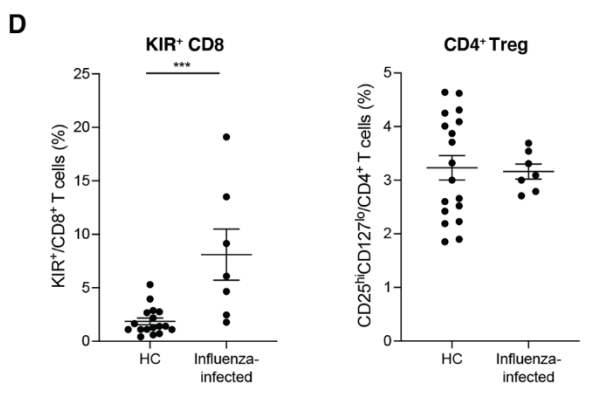 D
KIR⁺ CD8
***
KIR⁺/CD8⁺ T cells (%)
25
20
15
10
5
0
HC
Influenza-
infected
CD4⁺ Treg
CD25ʰⁱCD127ˡᵒ/CD4⁺ T cells (%)
5
4
3
2
1
0
HC
Influenza-
infected